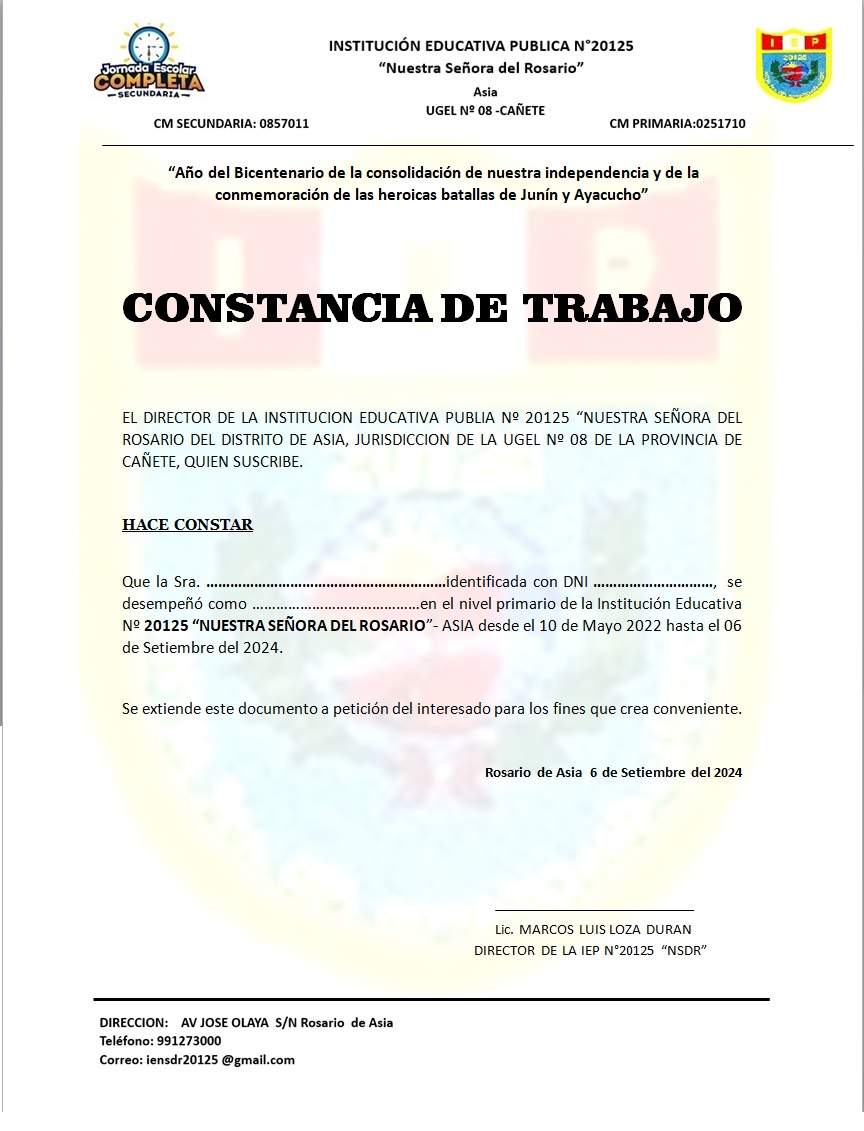 Jornada Escolar
COMPLETA
SECUNDARIA
INSTITUCIÓN EDUCATIVA PUBLICA N°20125
“Nuestra Señora del Rosario”
Asia
UGEL Nº 08 -CAÑETE
I E P
20125
CM SECUNDARIA: 0857011
CM PRIMARIA:0251710
“Año del Bicentenario de la consolidación de nuestra independencia y de la
conmemoración de las heroicas batallas de Junín y Ayacucho”
CONSTANCIA DE TRABAJO
EL DIRECTOR DE LA INSTITUCION EDUCATIVA PUBLIA Nº 20125 “NUESTRA SEÑORA DEL
ROSARIO DEL DISTRITO DE ASIA, JURISDICCION DE LA UGEL Nº 08 DE LA PROVINCIA DE
CAÑETE, QUIEN SUSCRIBE.
HACE CONSTAR
Que la Sra. ……………………………………………………identificada con DNI …………………………, se
desempeñó como ……………………………………en el nivel primario de la Institución Educativa
Nº 20125 “NUESTRA SEÑORA DEL ROSARIO”- ASIA desde el 10 de Mayo 2022 hasta el 06
de Setiembre del 2024.
Se extiende este documento a petición del interesado para los fines que crea conveniente.
Rosario de Asia 6 de Setiembre del 2024
Lic. MARCOS LUIS LOZA DURAN
DIRECTOR DE LA IEP N°20125 “NSDR”
DIRECCION: AV JOSE OLAYA S/N Rosario de Asia
Teléfono: 991273000
Correo: iensdr20125 @gmail.com